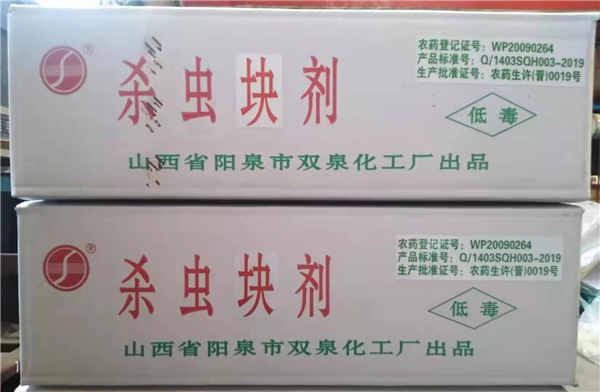 ®
杀虫块剂
农药登记证号：WP20090264
产品标准号：Q/1403SQH003-2019
生产批准证号：农药生许(晋)0019号
低毒
山西省阳泉市双泉化工厂出品
®
杀虫块剂
农药登记证号：WP20090264
产品标准号：Q/1403SQH003-2019
生产批准证号：农药生许(晋)0019号
低毒
山西省阳泉市双泉化工厂出品